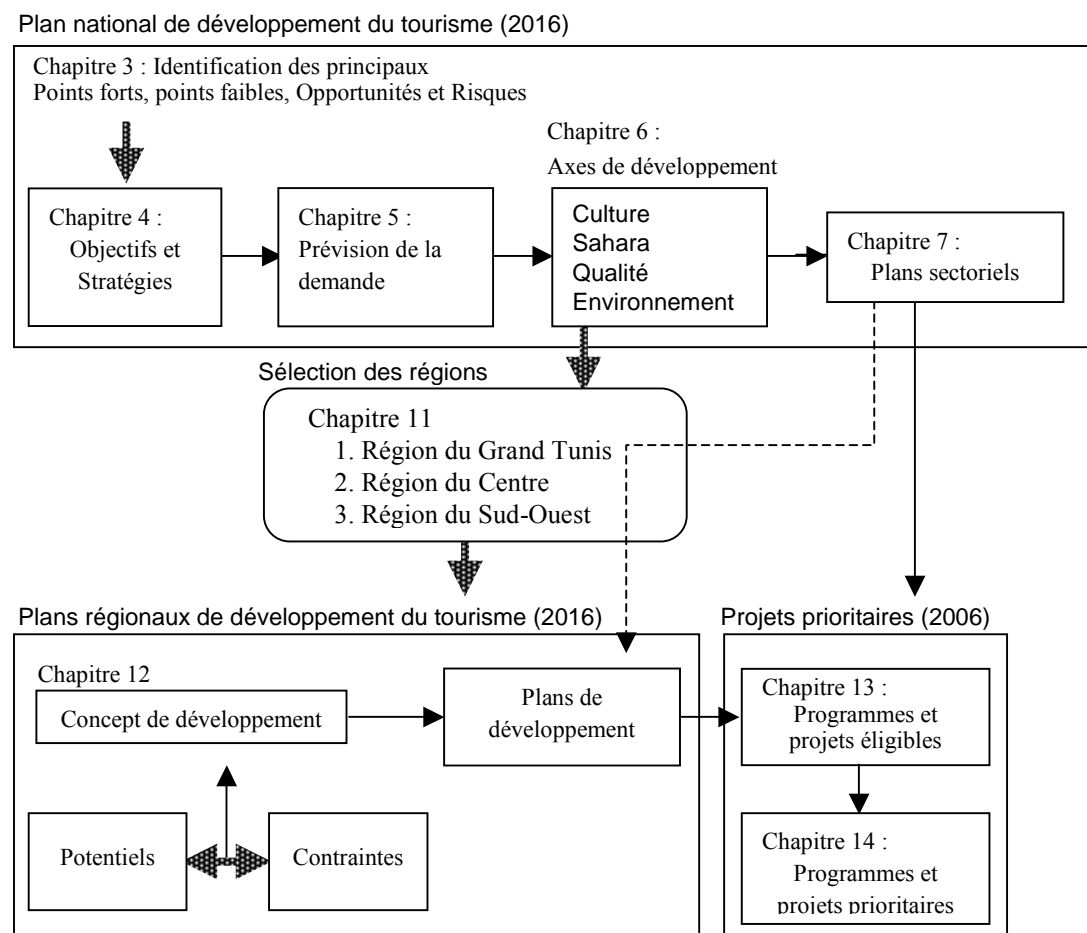 Plan national de développement du tourisme (2016)
Chapitre 3 : Identification des principaux
Points forts, points faibles, Opportunités et Risques
Chapitre 4 :
Objectifs et
Stratégies
Chapitre 5 :
Prévision de la
demande
Chapitre 6 :
Axes de développement
Culture
Sahara
Qualité
Environnement
Chapitre 7 :
Plans sectoriels
Sélection des régions
Chapitre 11
1. Région du Grand Tunis
2. Région du Centre
3. Région du Sud-Ouest
Plans régionaux de développement du tourisme (2016)
Chapitre 12
Concept de développement
Potentiels
Contraintes
Plans de
développement
Projets prioritaires (2006)
Chapitre 13 :
Programmes et
projets éligibles
Chapitre 14 :
Programmes et
projets prioritaires